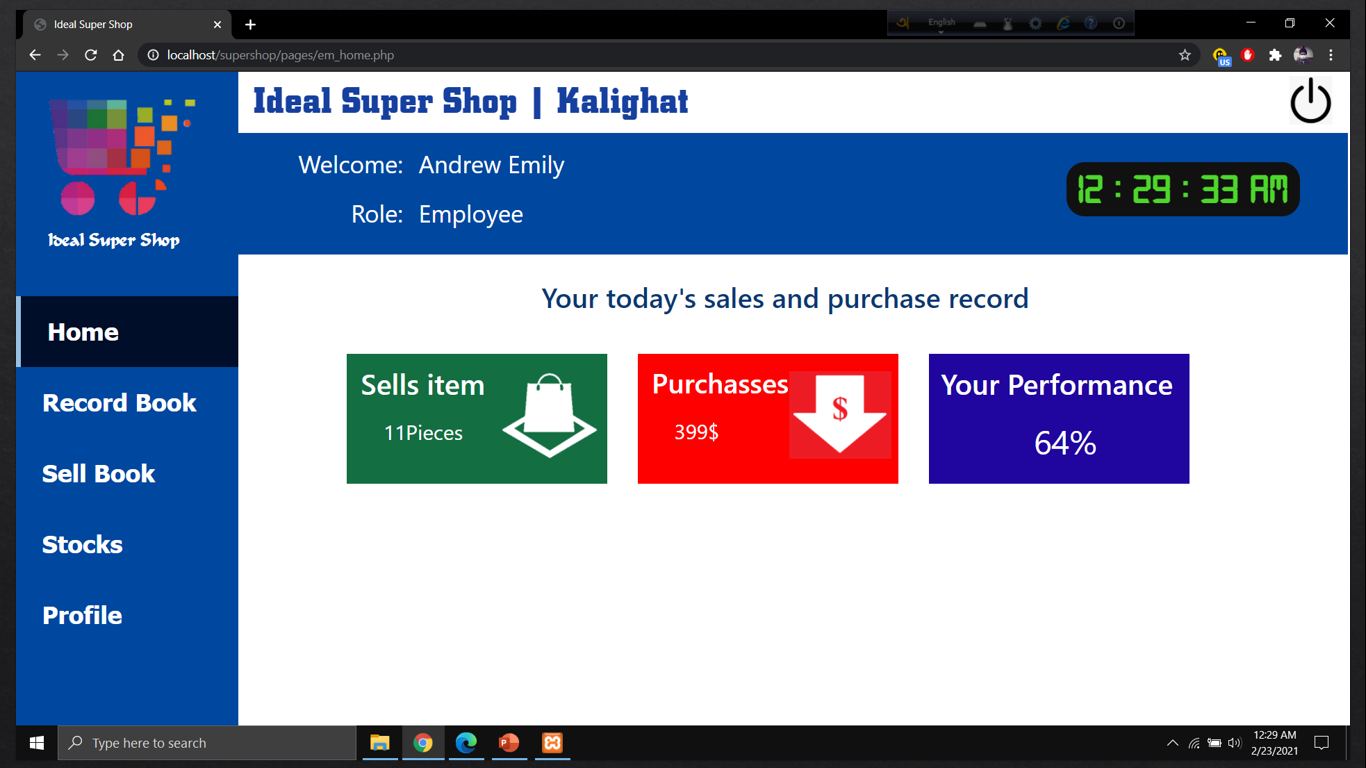 Ideal Super Shop
English
localhost/supershop/pages/em_home.php
US
Ideal Super Shop
Ideal Super Shop | Kalighat
Welcome: Andrew Emily
Role: Employee
12 : 29 : 33 AM
Home
Record Book
Sell Book
Stocks
Profile
Your today's sales and purchase record
Sells item
11Pieces
Purchasses
$
399$
Your Performance
64%
Type here to search
12:29 AM
2/23/2021